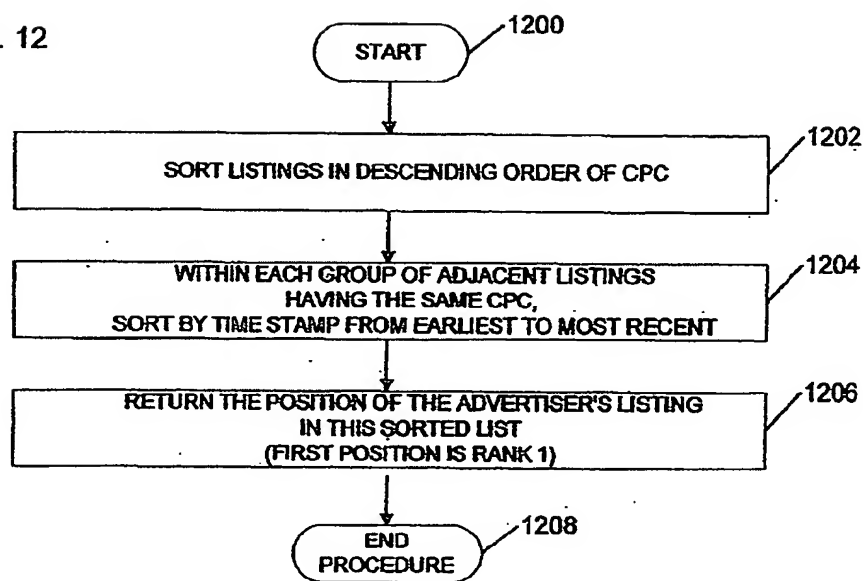 . 12
START
1200
1202
SORT LISTINGS IN DESCENDING ORDER OF CPC
1204
WITHIN EACH GROUP OF ADJACENT LISTINGS
HAVING THE SAME CPC,
SORT BY TIME STAMP FROM EARLIEST TO MOST RECENT
1206
RETURN THE POSITION OF THE ADVERTISER'S LISTING
IN THIS SORTED LIST
(FIRST POSITION IS RANK 1)
1208
END
PROCEDURE